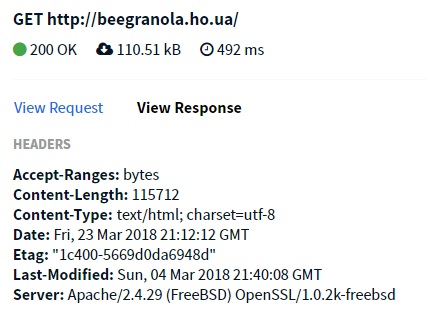 GET http://beegranola.ho.ua/
200 OK 110.51 kB 492 ms
View Request View Response
HEADERS
Accept-Ranges: bytes
Content-Length: 115712
Content-Type: text/html; charset=utf-8
Date: Fri, 23 Mar 2018 21:12:12 GMT
Etag: "1c400-5669d0da6948d"
Last-Modified: Sun, 04 Mar 2018 21:40:08 GMT
Server: Apache/2.4.29 (FreeBSD) OpenSSL/1.0.2k-freebsd